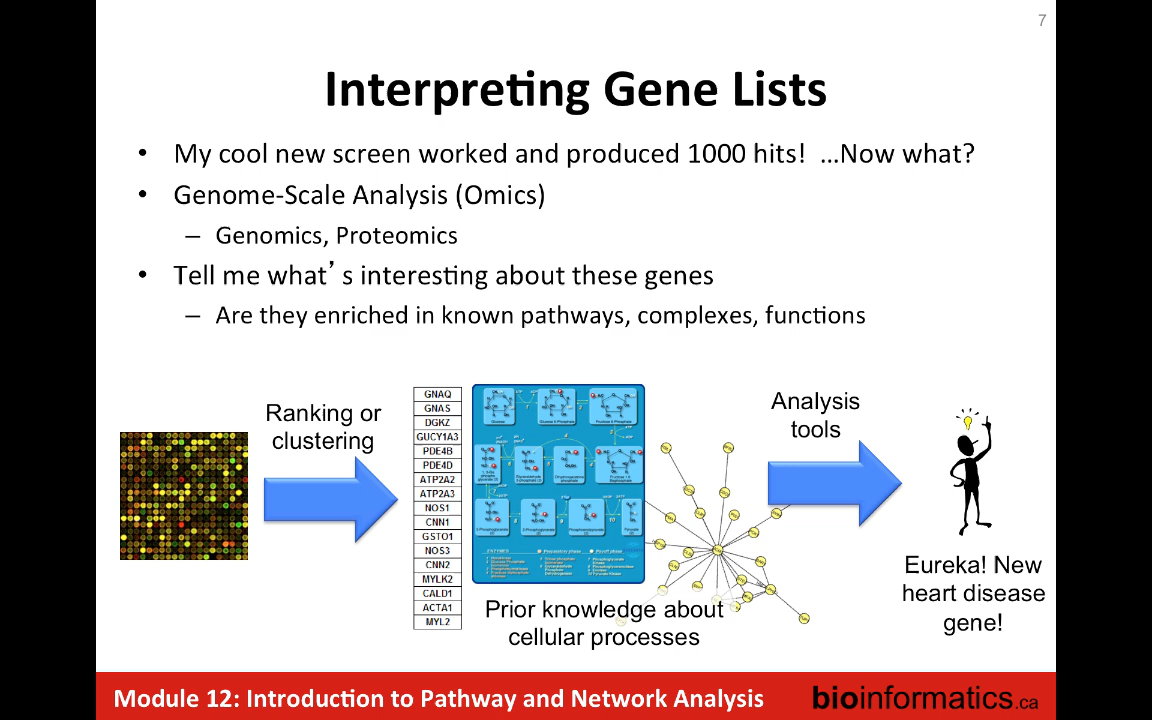 7
Interpreting Gene Lists
• My cool new screen worked and produced 1000 hits! …Now what?
• Genome-Scale Analysis (Omics)
– Genomics, Proteomics
• Tell me what's interesting about these genes
– Are they enriched in known pathways, complexes, functions
Ranking or
clustering
GNAQ
GNAS
DGKZ
GUCY1A3
PDE4B
PDE4D
ATP2A2
ATP2A3
NOS1
CNN1
GSTO1
NOS3
CNN2
MYLK2
CALD1
ACTA1
MYL2
Prior knowledge about
cellular processes
Analysis
tools
Eureka! New
heart disease
gene!
Module 12: Introduction to Pathway and Network Analysis
bioinformatics.ca